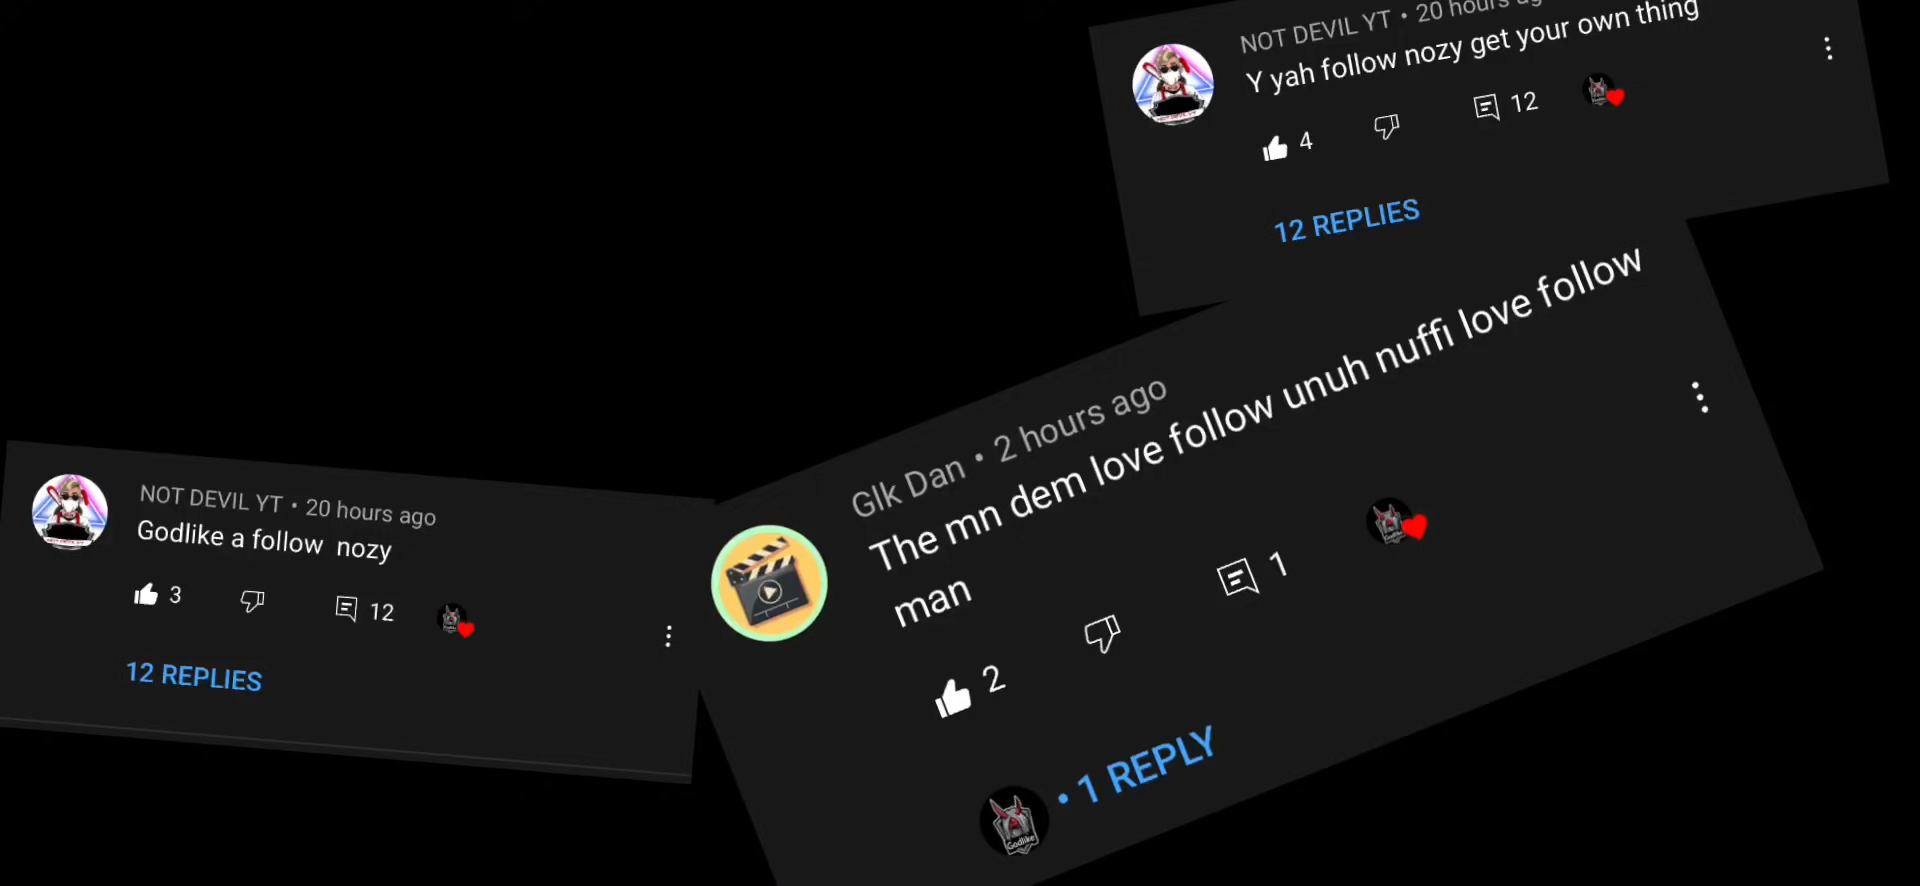 NOT DEVIL YT • 20 hours ag
Y yah follow nozy get your own thing
4
12
12 REPLIES
Glk Dan • 2 hours ago
The mn dem love follow unuh nuffi love follow
man
2
1
• 1 REPLY
Godlike
NOT DEVIL YT • 20 hours ago
Godlike a follow  nozy
3
12
12 REPLIES